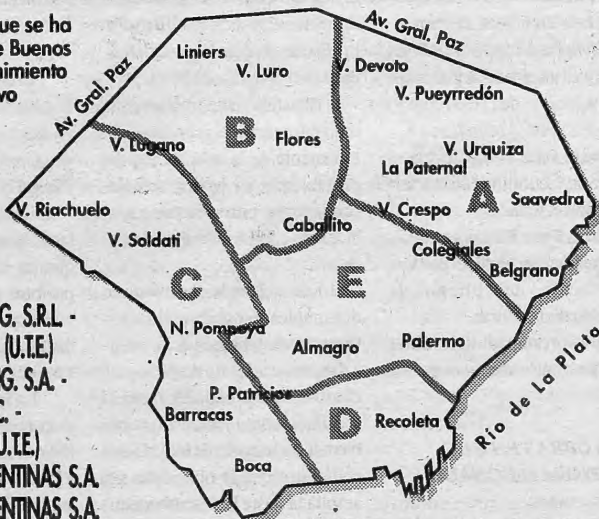 que se ha
e Buenos
nimiento
vo
G. S.R.L. -
(U.T.E.)
G. S.A. -
. -
J.T.E.)
ENTINAS S.A.
ENTINAS S.A.
Av. Gral. Paz
Av. Gral. Paz
Liniers
V. Luro
V. Devoto
V. Pueyrredón
B
V. Lugano
Flores
V. Urquiza
La Paternal
A
Saavedra
V. Riachuelo
V. Crespo
Caballito
V. Soldati
Colegiales
Belgrano
C
E
N. Pompeya
Almagro
Palermo
P. Patricios
Barracas
D
Recoleta
Boca
Río de La Plata